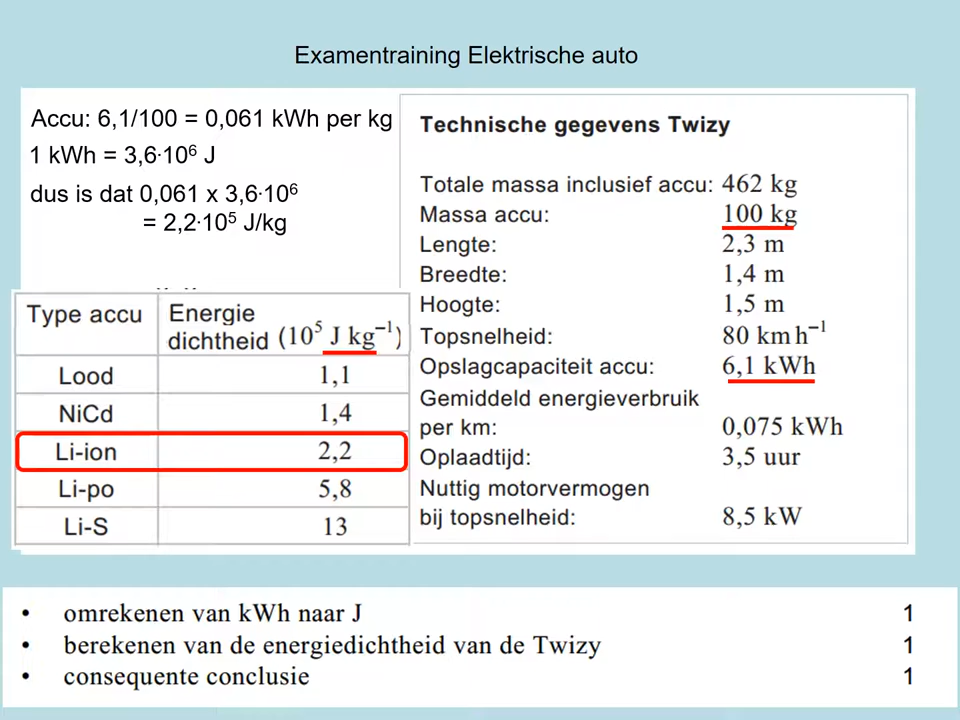 Examentraining Elektrische auto
Accu: 6,1/100 = 0,061 kWh per kg
1 kWh = 3,6·10⁶ J
dus is dat 0,061 x 3,6·10⁶
= 2,2·10⁵ J/kg
Type accu Energie dichtheid (10⁵ J kg⁻¹)
Lood 1,1
NiCd 1,4
Li-ion 2,2
Li-po 5,8
Li-S 13
Technische gegevens Twizy
Totale massa inclusief accu: 462 kg
Massa accu: 100 kg
Lengte: 2,3 m
Breedte: 1,4 m
Hoogte: 1,5 m
Topsnelheid: 80 km h⁻¹
Opslagcapaciteit accu: 6,1 kWh
Gemiddeld energieverbruik
per km: 0,075 kWh
Oplaadtijd: 3,5 uur
Nuttig motorvermogen
bij topsnelheid: 8,5 kW
• omrekenen van kWh naar J 1
• berekenen van de energiedichtheid van de Twizy 1
• consequente conclusie 1